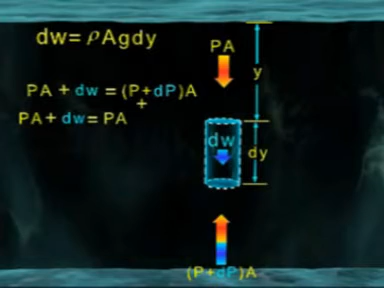 dw = ρAgdy
PA
y
PA + dw = (P+dP)A
+
PA + dw = PA
dw
dy
(P+dP)A